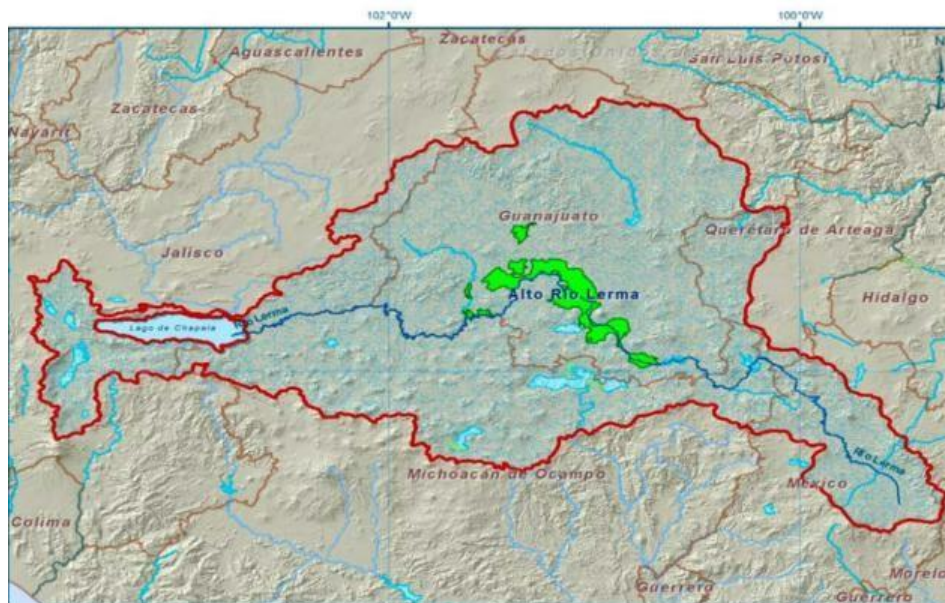 102°0'W
100°0'W
Zacatecas
Aguascalientes
San Luis Potosí
Zacatecas
Nayarit
Guanajuato
Querétaro de Arteaga
Jalisco
Alto Río Lerma
Hidalgo
Lago de Chapala
Río Lerma
Río Lerma
Michoacán de Ocampo
México
Colima
Morelo
Guerrero
Guerrero